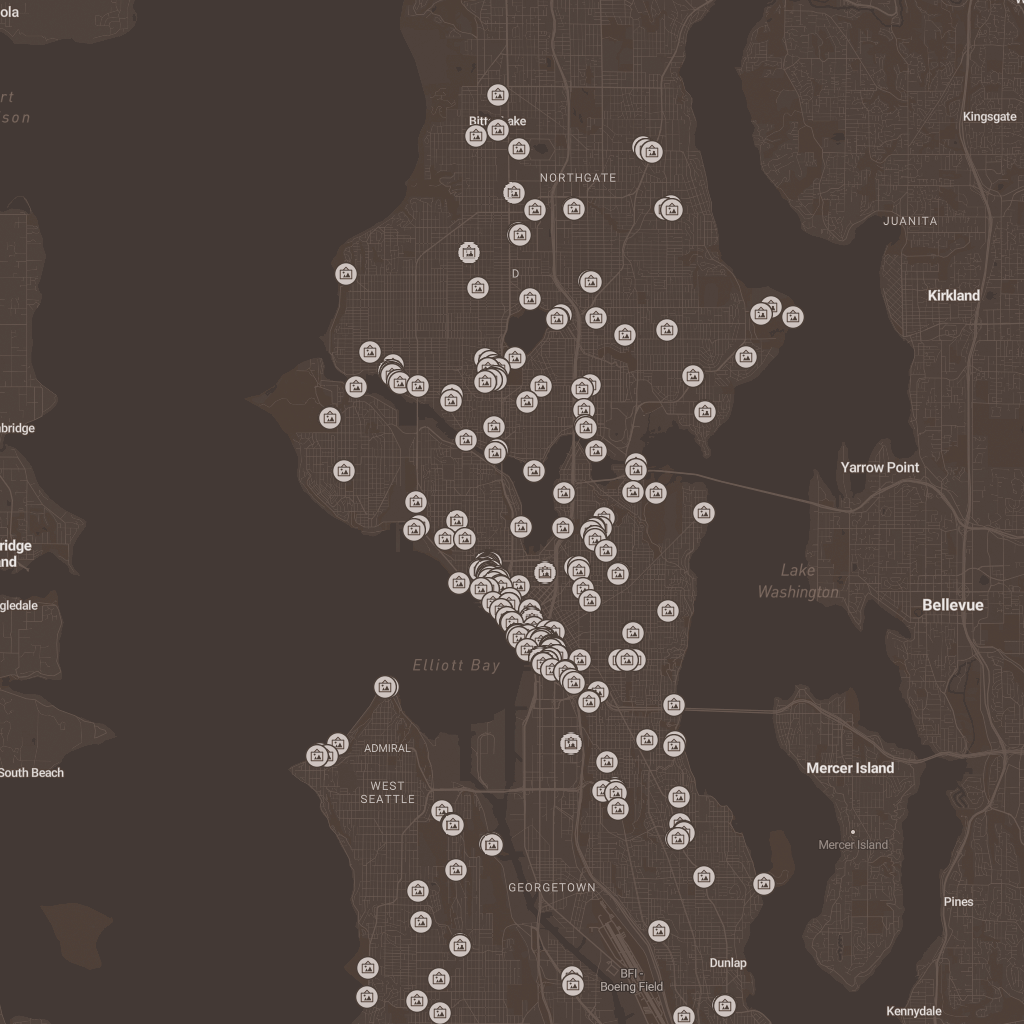 ola
rt
son
Kingsgate
Bitt
ake
NORTHGATE
JUANITA
D
Kirkland
bridge
Yarrow Point
ridge
nd
Lake
Washington
gledale
Bellevue
Elliott Bay
ADMIRAL
South Beach
Mercer Island
WEST
SEATTLE
Mercer Island
GEORGETOWN
Pines
Dunlap
BFI -
Boeing Field
Kennydale